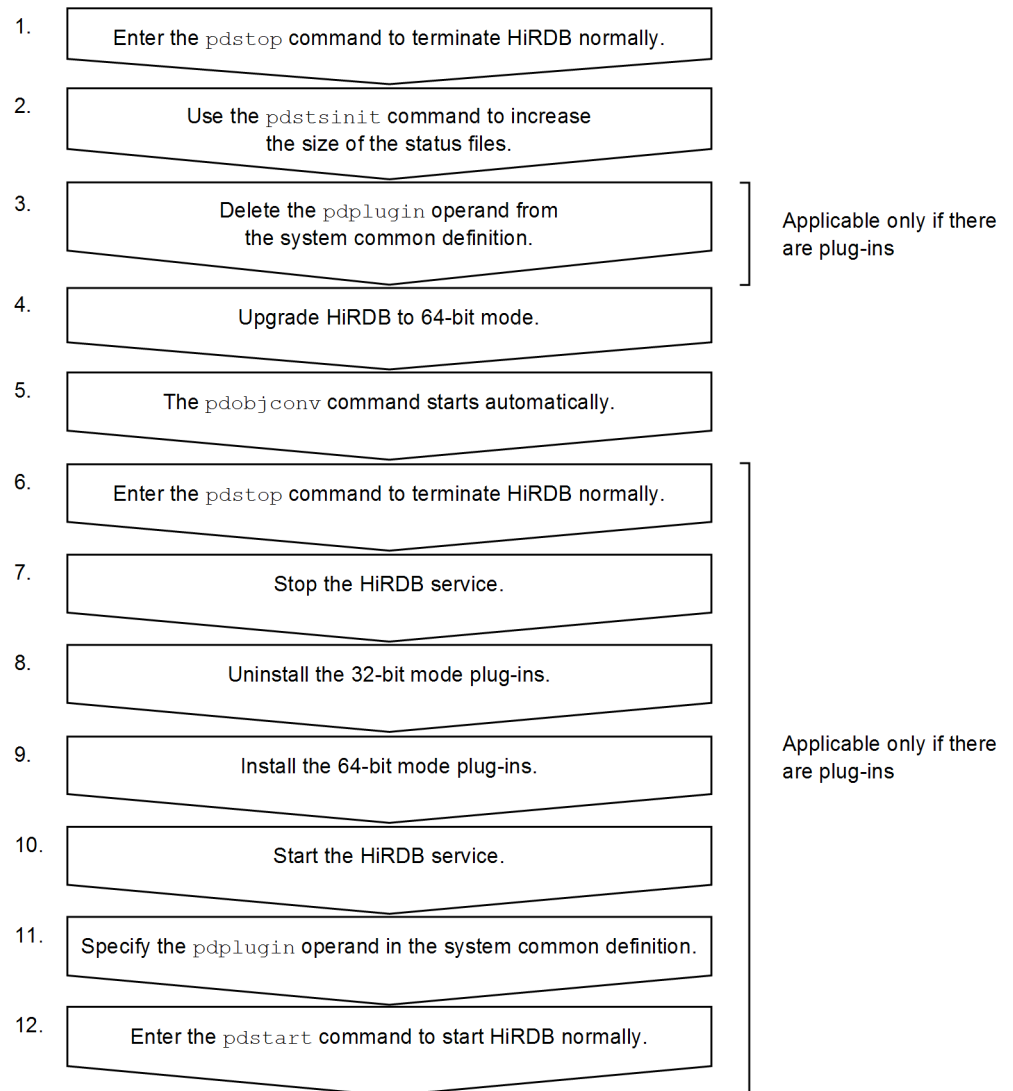 1.
Enter the pdstop command to terminate HiRDB normally.
2.
Use the pdstsinit command to increase
the size of the status files.
3.
Delete the pdplugin operand from
the system common definition.
Applicable only if there
are plug-ins
4.
Upgrade HiRDB to 64-bit mode.
5.
The pdobjconv command starts automatically.
6.
Enter the pdstop command to terminate HiRDB normally.
7.
Stop the HiRDB service.
8.
Uninstall the 32-bit mode plug-ins.
9.
Install the 64-bit mode plug-ins.
Applicable only if there
are plug-ins
10.
Start the HiRDB service.
11.
Specify the pdplugin operand in the system common definition.
12.
Enter the pdstart command to start HiRDB normally.